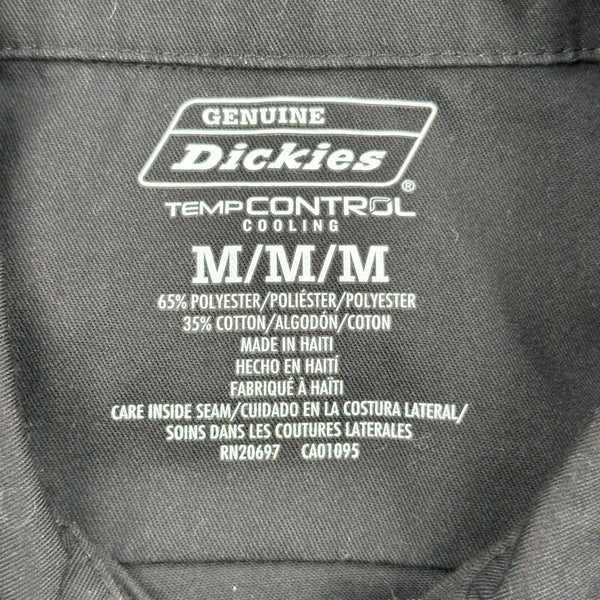 GENUINE
Dickies®
TEMPCONTROL
COOLING
M/M/M
65% POLYESTER/POLIÉSTER/POLYESTER
35% COTTON/ALGODÓN/COTON
MADE IN HAITI
HECHO EN HAITÍ
FABRIQUÉ À HAÏTI
CARE INSIDE SEAM/CUIDADO EN LA COSTURA LATERAL/
SOINS DANS LES COUTURES LATERALES
RN20697 CA01095